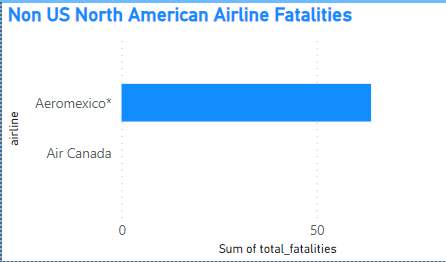 Non US North American Airline Fatalities
airline
Aeromexico*
Air Canada
0 50
Sum of total_fatalities